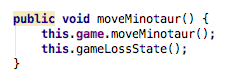 public void moveMinotaur() {
    this.game.moveMinotaur();
    this.gameLossState();
}